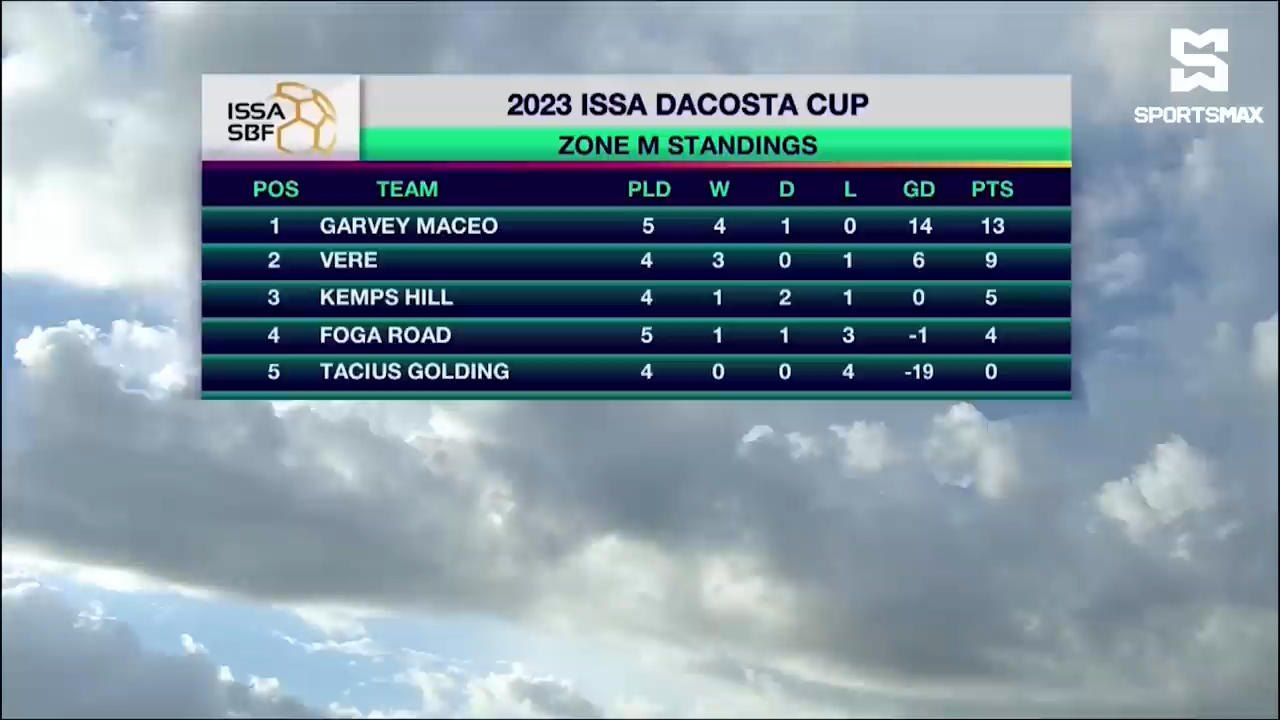 SPORTSMAX
ISSA
SBF
2023 ISSA DACOSTA CUP
ZONE M STANDINGS
POS TEAM PLD W D L GD PTS
1 GARVEY MACEO 5 4 1 0 14 13
2 VERE 4 3 0 1 6 9
3 KEMPS HILL 4 1 2 1 0 5
4 FOGA ROAD 5 1 1 3 -1 4
5 TACIUS GOLDING 4 0 0 4 -19 0